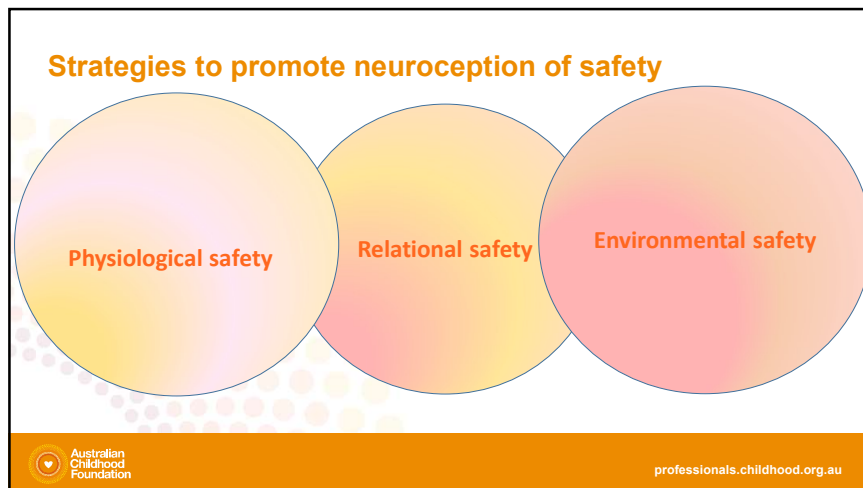 Strategies to promote neuroception of safety
Physiological safety
Relational safety
Environmental safety
Australian
Childhood
Foundation
professionals.childhood.org.au